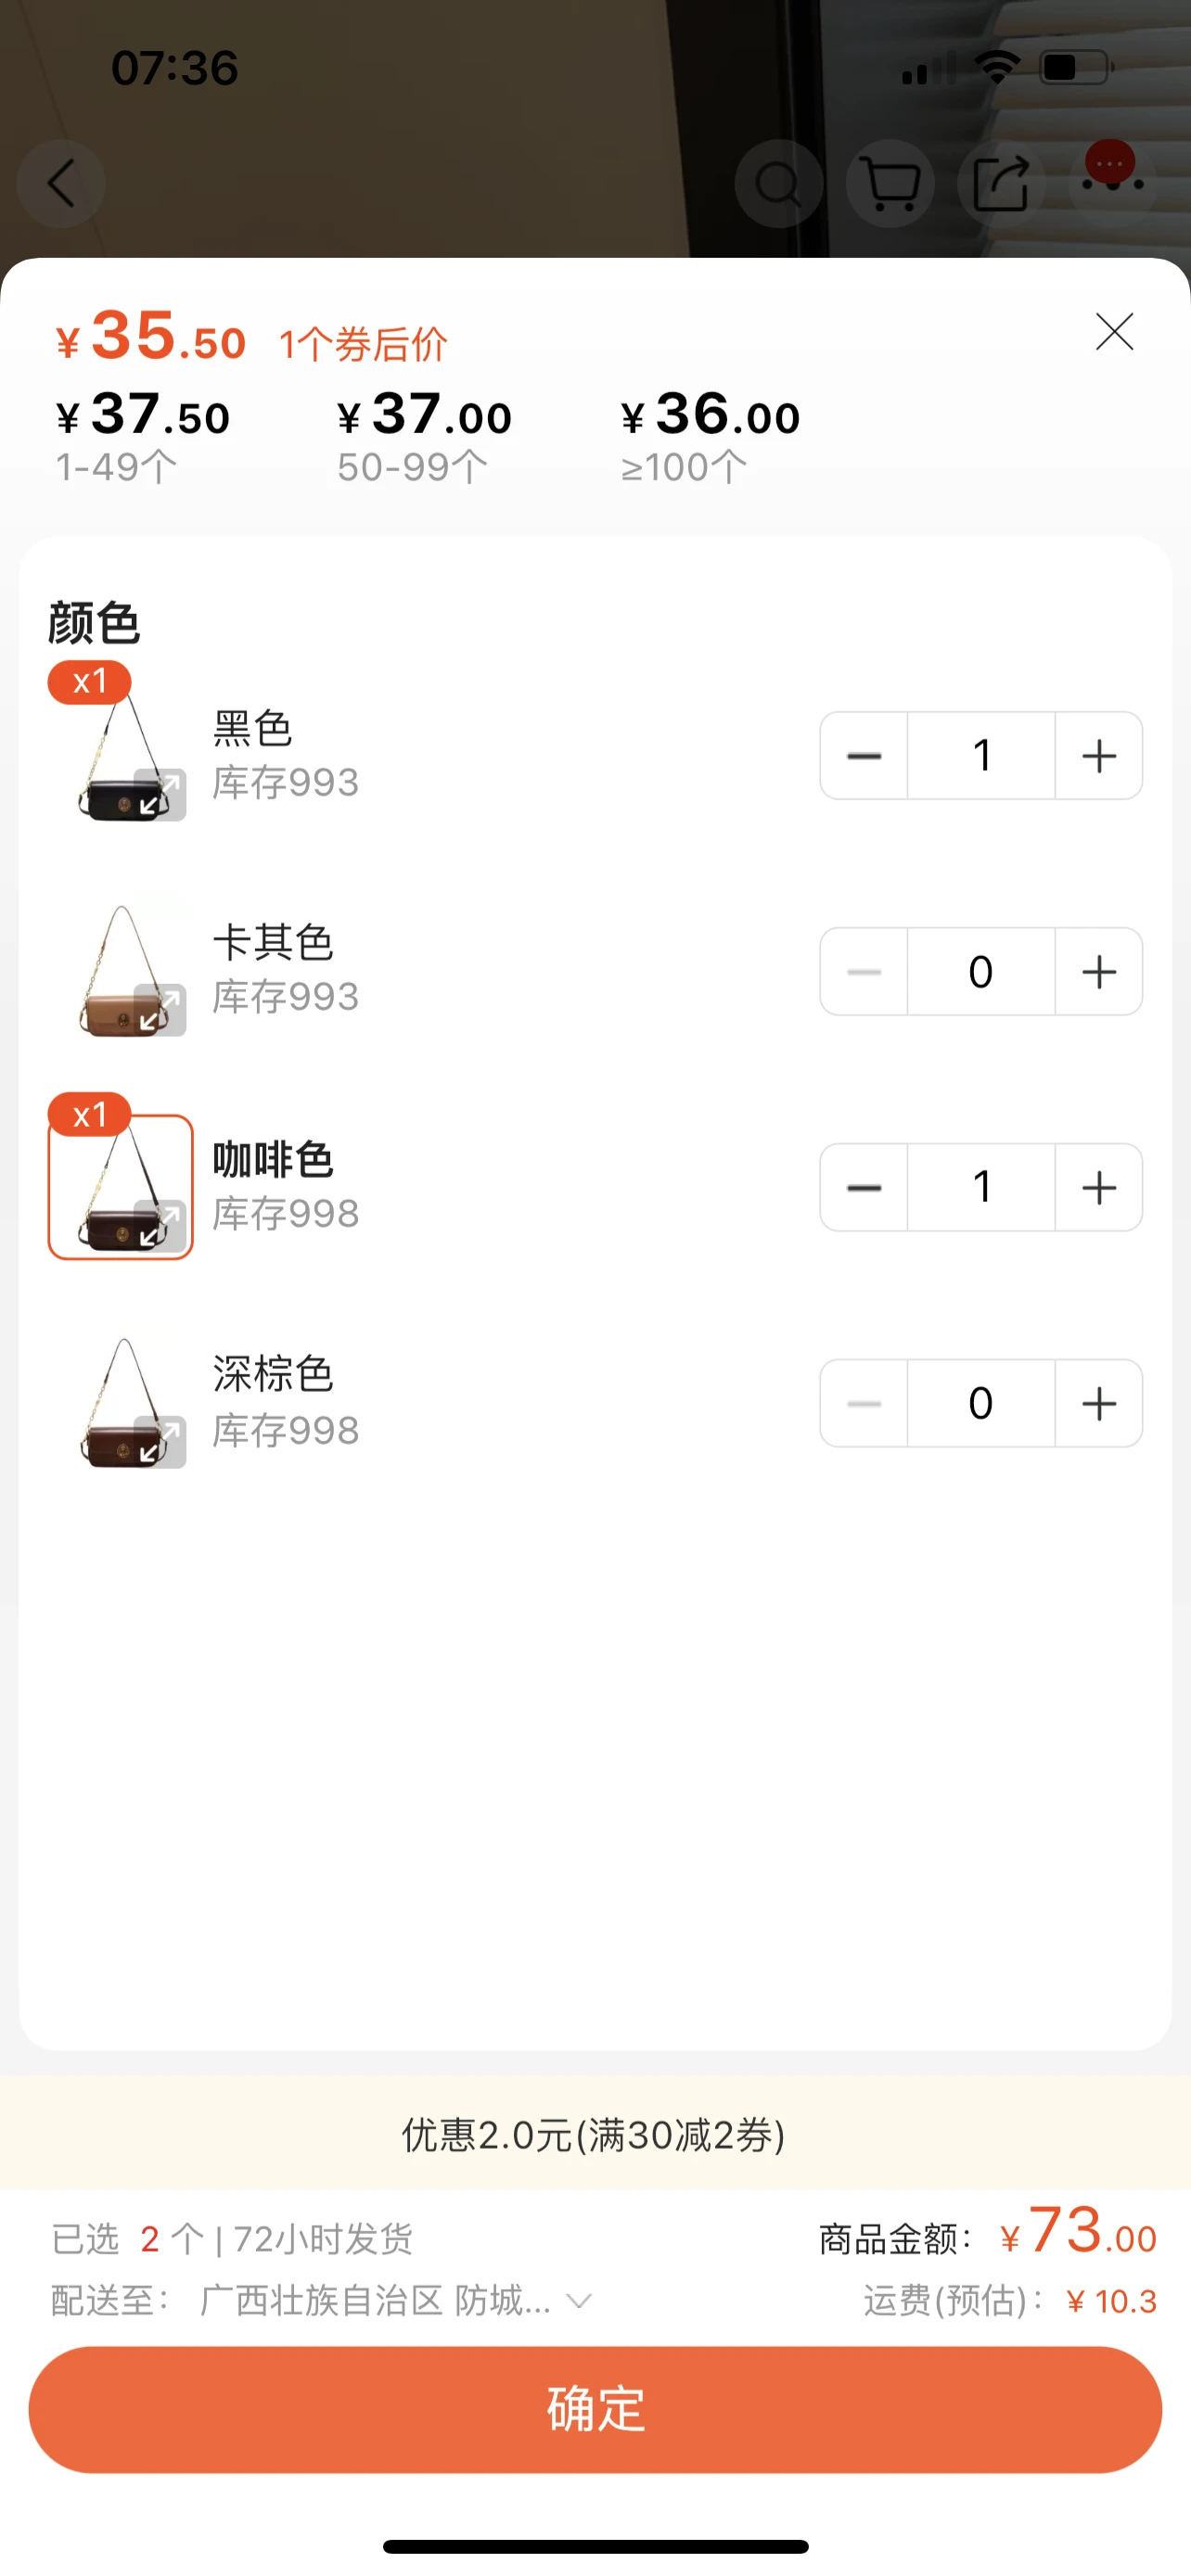 07:36
¥35.50 1个券后价
¥37.50 ¥37.00 ¥36.00
1-49个 50-99个 ≥100个
颜色
x1
黑色
库存993
1
卡其色
库存993
0
x1
咖啡色
库存998
1
深棕色
库存998
0
优惠2.0元(满30减2券)
已选 2 个 | 72小时发货 商品金额: ¥73.00
配送至: 广西壮族自治区 防城... 运费(预估): ¥10.3
确定